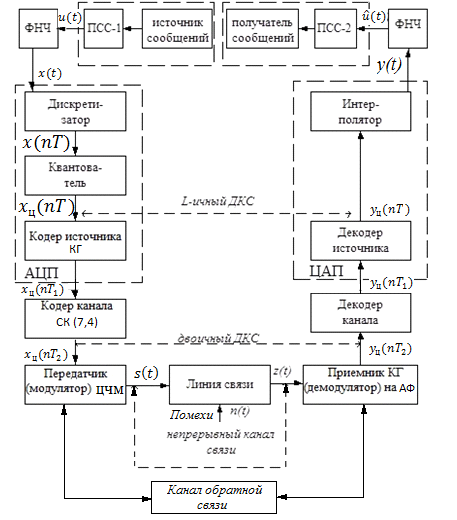 ФНЧ
u(t)
ПСС-1
источник
сообщений
получатель
сообщений
ПСС-2
û(t)
ФНЧ
x(t)
y(t)
Дискрети-
затор
Интер-
полятор
x(nT)
Квантова-
тель
xц(nT)
L-ичный ДКС
yц(nT)
Кодер источника
КГ
Декодер
источника
АЦП
ЦАП
xц(nT₁)
yц(nT₁)
Кодер канала
СК (7,4)
Декодер
канала
двоичный ДКС
xц(nT₂)
yц(nT₂)
Передатчик
(модулятор) ЦЧМ
s(t)
Линия связи
z(t)
Приемник КГ
(демодулятор) на АФ
Помехи
n(t)
непрерывный канал
связи
Канал обратной
связи